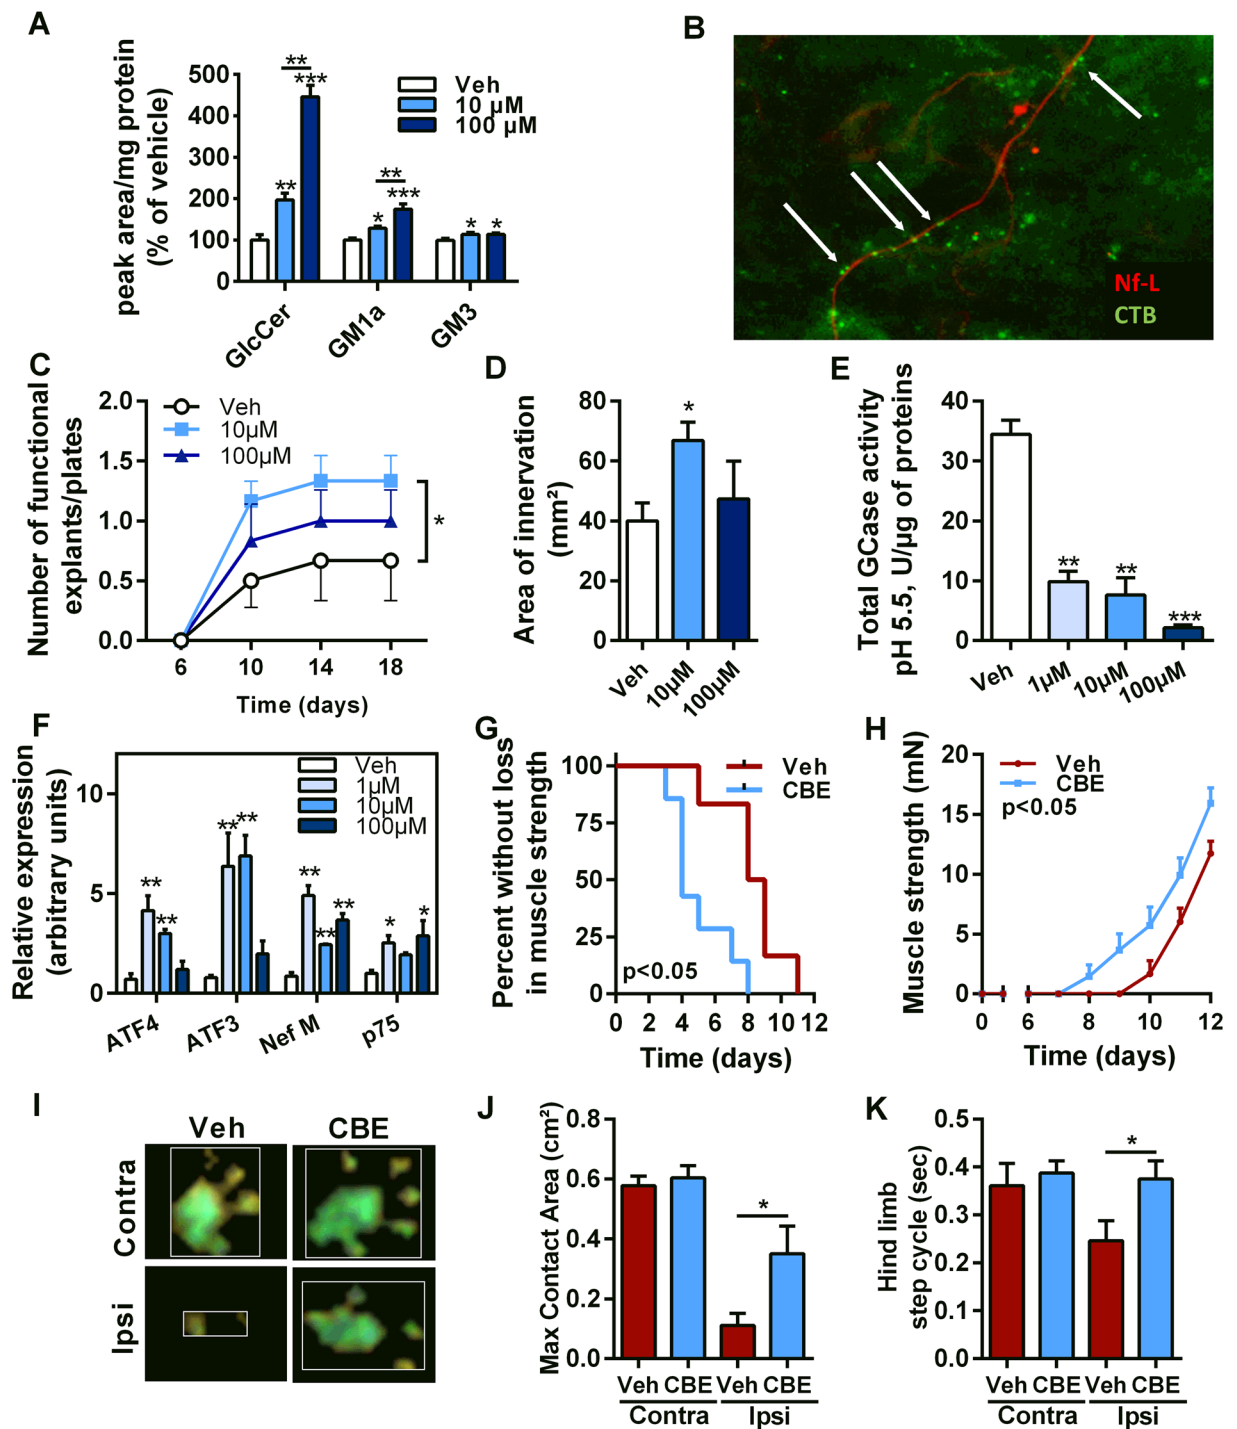 A
peak area/mg protein
(% of vehicle)
500
400
300
200
100
0
**
***
**
**
***
*
*
*
Veh
10 µM
100 µM
GlcCer
GM1a
GM3
B
Nf-L
CTB
C
Number of functional
explants/plates
2.0
1.5
1.0
0.5
0.0
Veh
10µM
100µM
*
6
10
14
18
Time (days)
D
Area of innervation
(mm²)
80
60
40
20
0
*
Veh
10µM
100µM
E
Total GCase activity
pH 5.5, U/µg of proteins
40
30
20
10
0
**
**
***
Veh
1µM
10µM
100µM
F
Relative expression
(arbitrary units)
10
5
0
Veh
1µM
10µM
100µM
**
**
**
**
**
**
**
*
*
ATF4
ATF3
Nef M
p75
G
Percent without loss
in muscle strength
100
75
50
25
0
Veh
CBE
p<0.05
0 2 4 6 8 10 12
Time (days)
H
Muscle strength (mN)
20
15
10
5
0
Veh
CBE
p<0.05
0 6 8 10 12
Time (days)
I
Veh
CBE
Contra
Ipsi
J
Max Contact Area (cm²)
0.8
0.6
0.4
0.2
0.0
*
Veh CBE Veh CBE
Contra Ipsi
K
Hind limb
step cycle (sec)
0.5
0.4
0.3
0.2
0.1
0.0
*
Veh CBE Veh CBE
Contra Ipsi